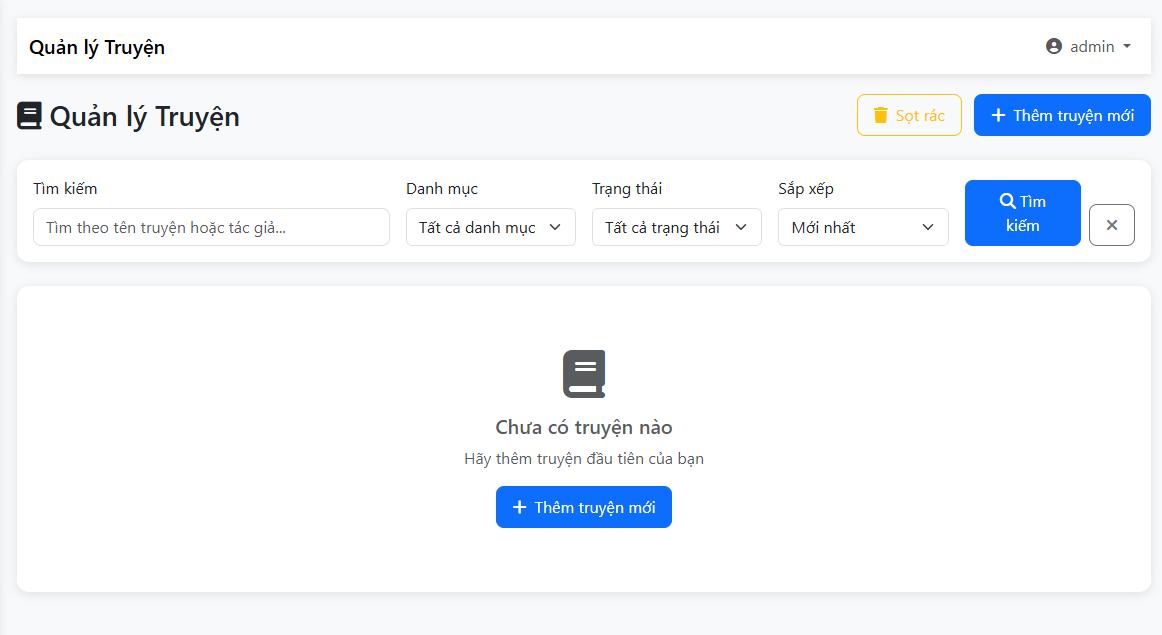 Quản lý Truyện
admin
Quản lý Truyện
Sọt rác
Thêm truyện mới
Tìm kiếm
Danh mục
Trạng thái
Sắp xếp
Tìm theo tên truyện hoặc tác giả...
Tất cả danh mục
Tất cả trạng thái
Mới nhất
Tìm
kiếm
Chưa có truyện nào
Hãy thêm truyện đầu tiên của bạn
Thêm truyện mới